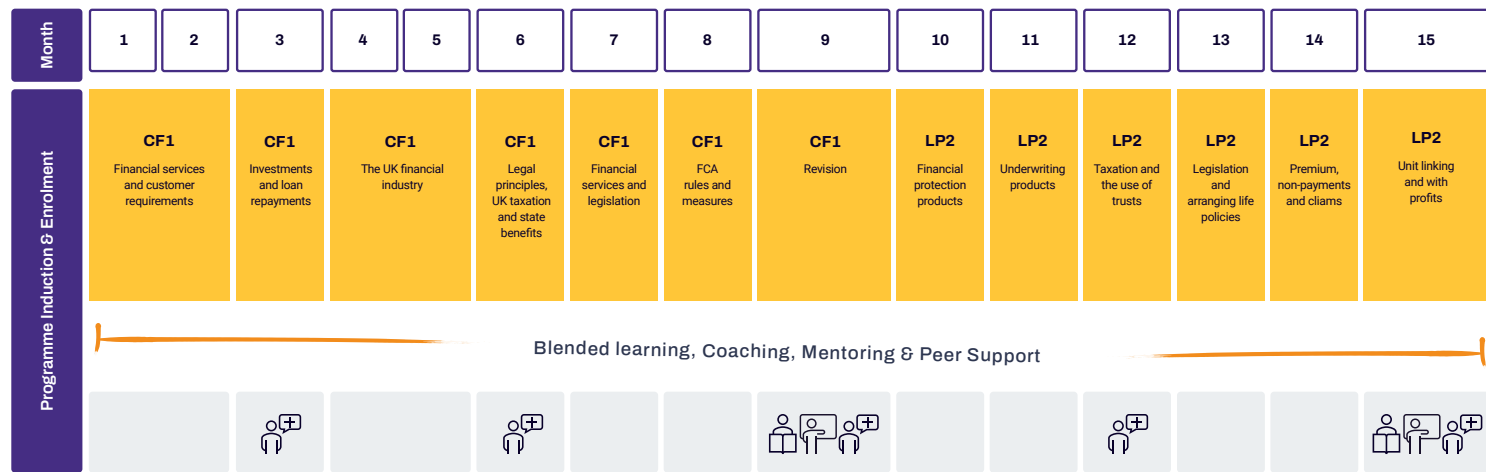 Month
1
2
3
4
5
6
7
8
9
10
11
12
13
14
15
Programme Induction & Enrolment
CF1
Financial services
and customer
requirements
CF1
Investments
and loan
repayments
CF1
The UK financial
industry
CF1
Legal
principles,
UK taxation
and state
benefits
CF1
Financial
services and
legislation
CF1
FCA
rules and
measures
CF1
Revision
LP2
Financial
protection
products
LP2
Underwriting
products
LP2
Taxation and
the use of
trusts
LP2
Legislation
and
arranging life
policies
LP2
Premium,
non-payments
and cliams
LP2
Unit linking
and with
profits
Blended learning, Coaching, Mentoring & Peer Support